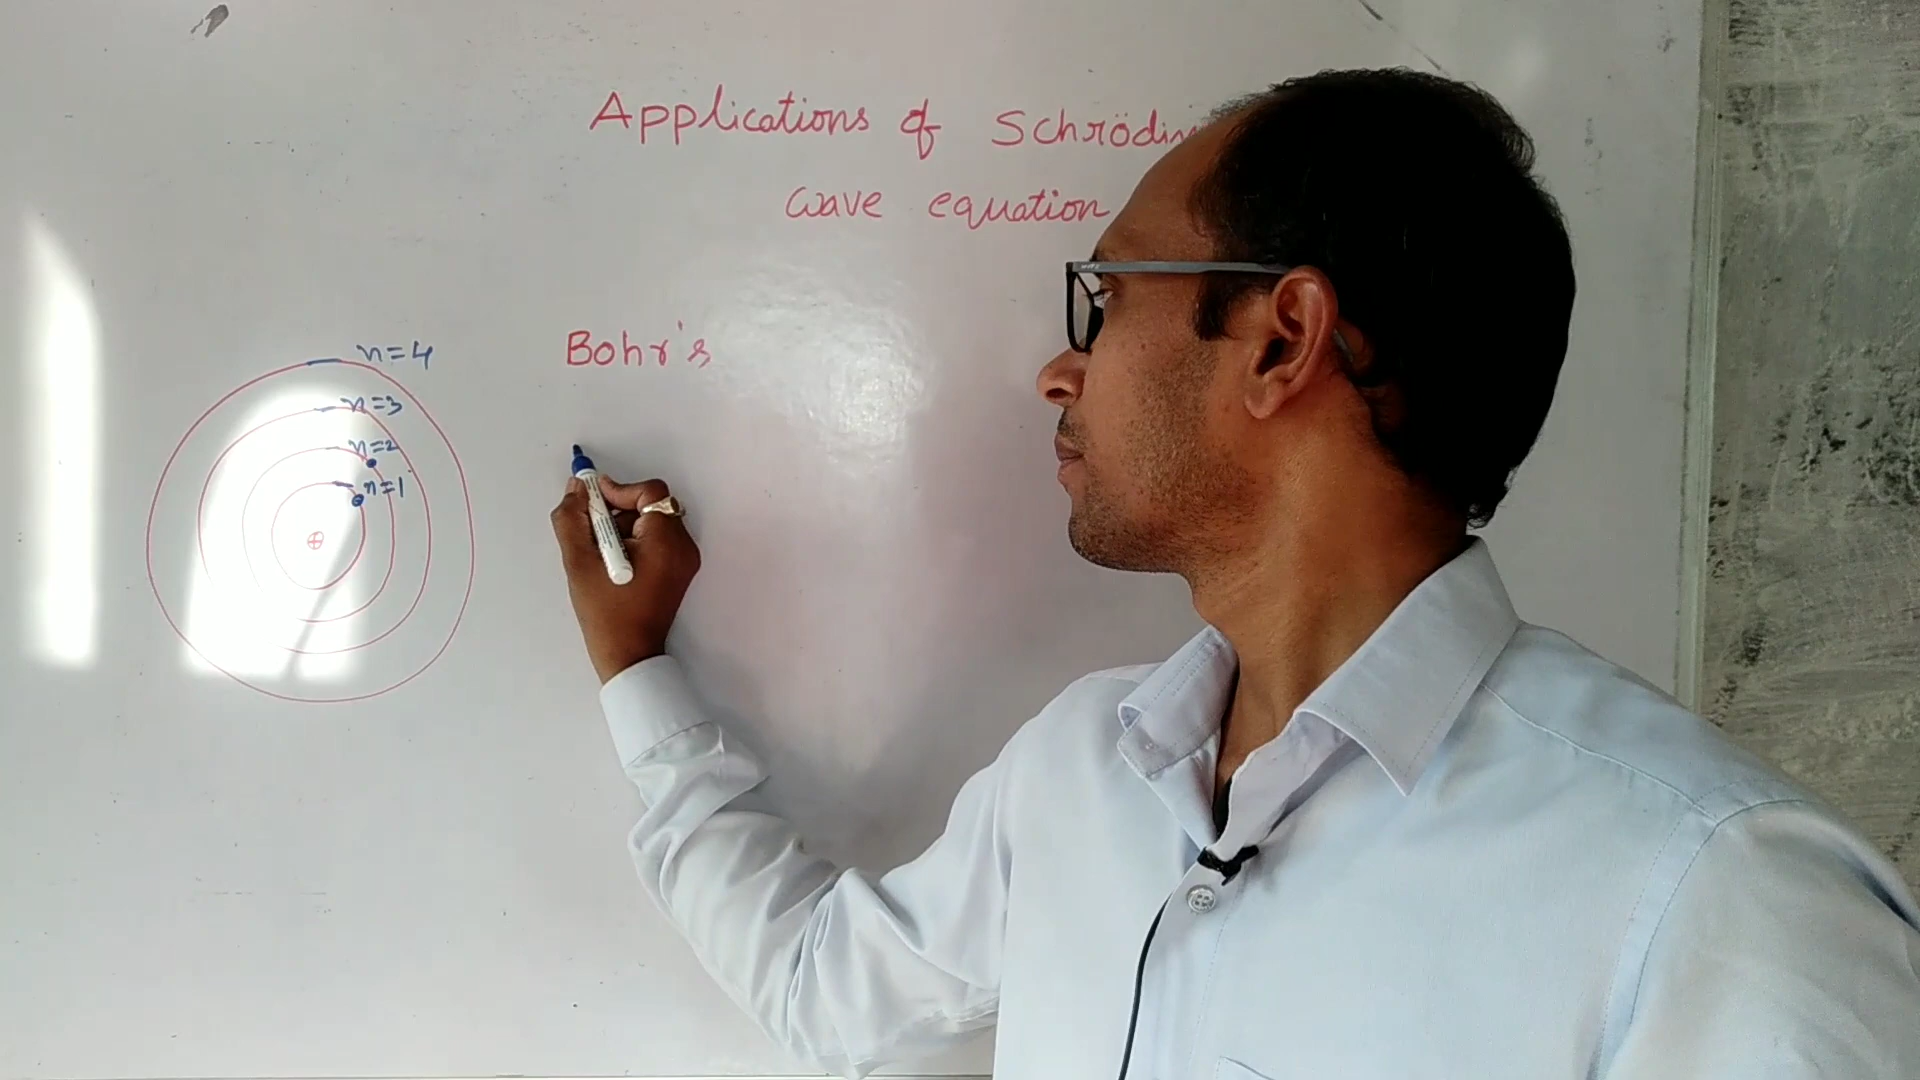 Applications of Schrödin
wave equation
Bohr's
n=4
n=3
n=2
n=1